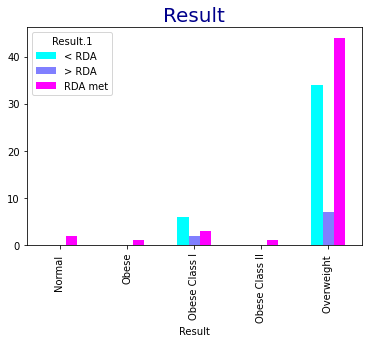 Result
Result.1
< RDA
> RDA
RDA met
40
30
20
10
0
Normal
Obese
Obese Class I
Obese Class II
Overweight
Result